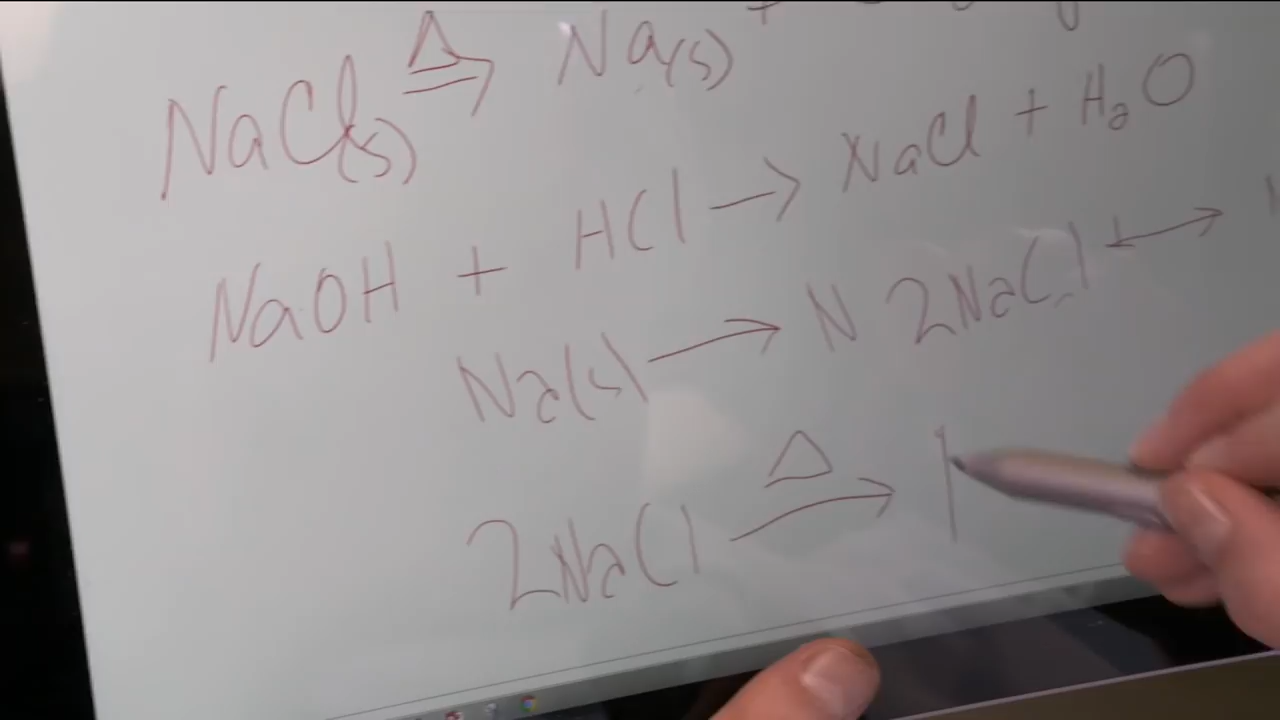 NaCl(s) Δ→ Na(s) +
NaOH + HCl → NaCl + H₂O
Na(s) → N 2NaCl ↔
2NaCl Δ→